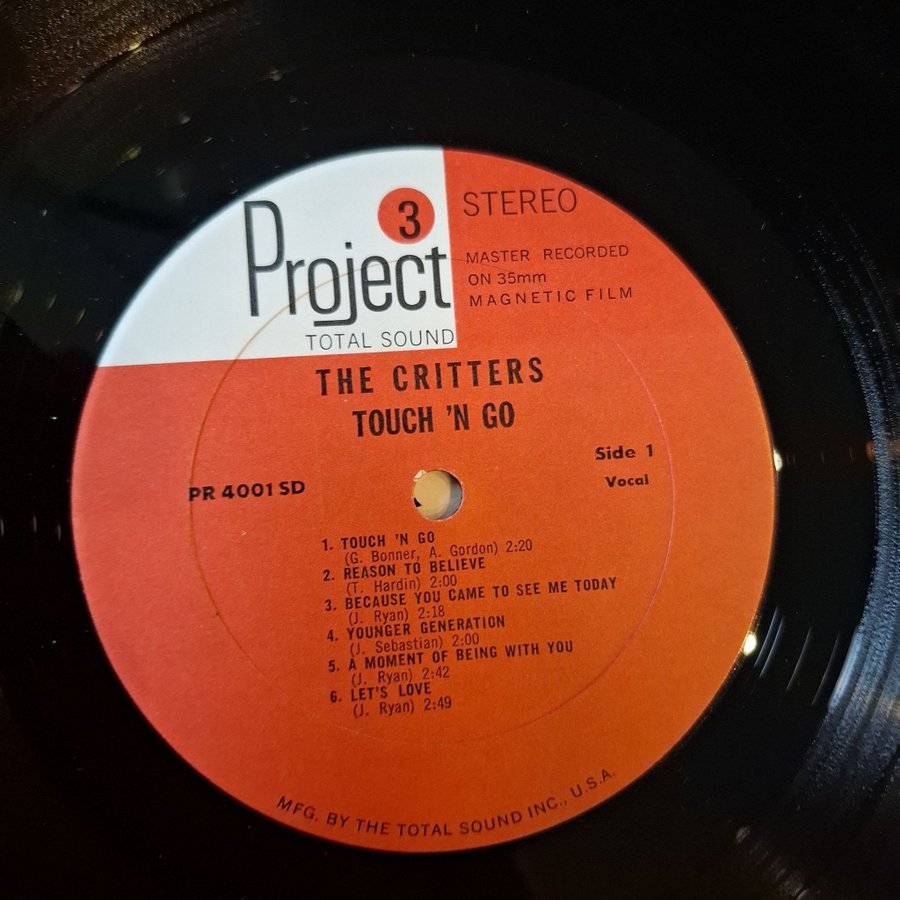 3
Project
TOTAL SOUND
STEREO
MASTER RECORDED
ON 35mm
MAGNETIC FILM
THE CRITTERS
TOUCH 'N GO
PR 4001 SD
Side 1
Vocal
1. TOUCH 'N GO
(G. Bonner, A. Gordon) 2:20
2. REASON TO BELIEVE
(T. Hardin) 2:00
3. BECAUSE YOU CAME TO SEE ME TODAY
(J. Ryan) 2:18
4. YOUNGER GENERATION
(J. Sebastian) 2:00
5. A MOMENT OF BEING WITH YOU
(J. Ryan) 2:42
6. LET'S LOVE
(J. Ryan) 2:49
MFG. BY THE TOTAL SOUND INC., U.S.A.